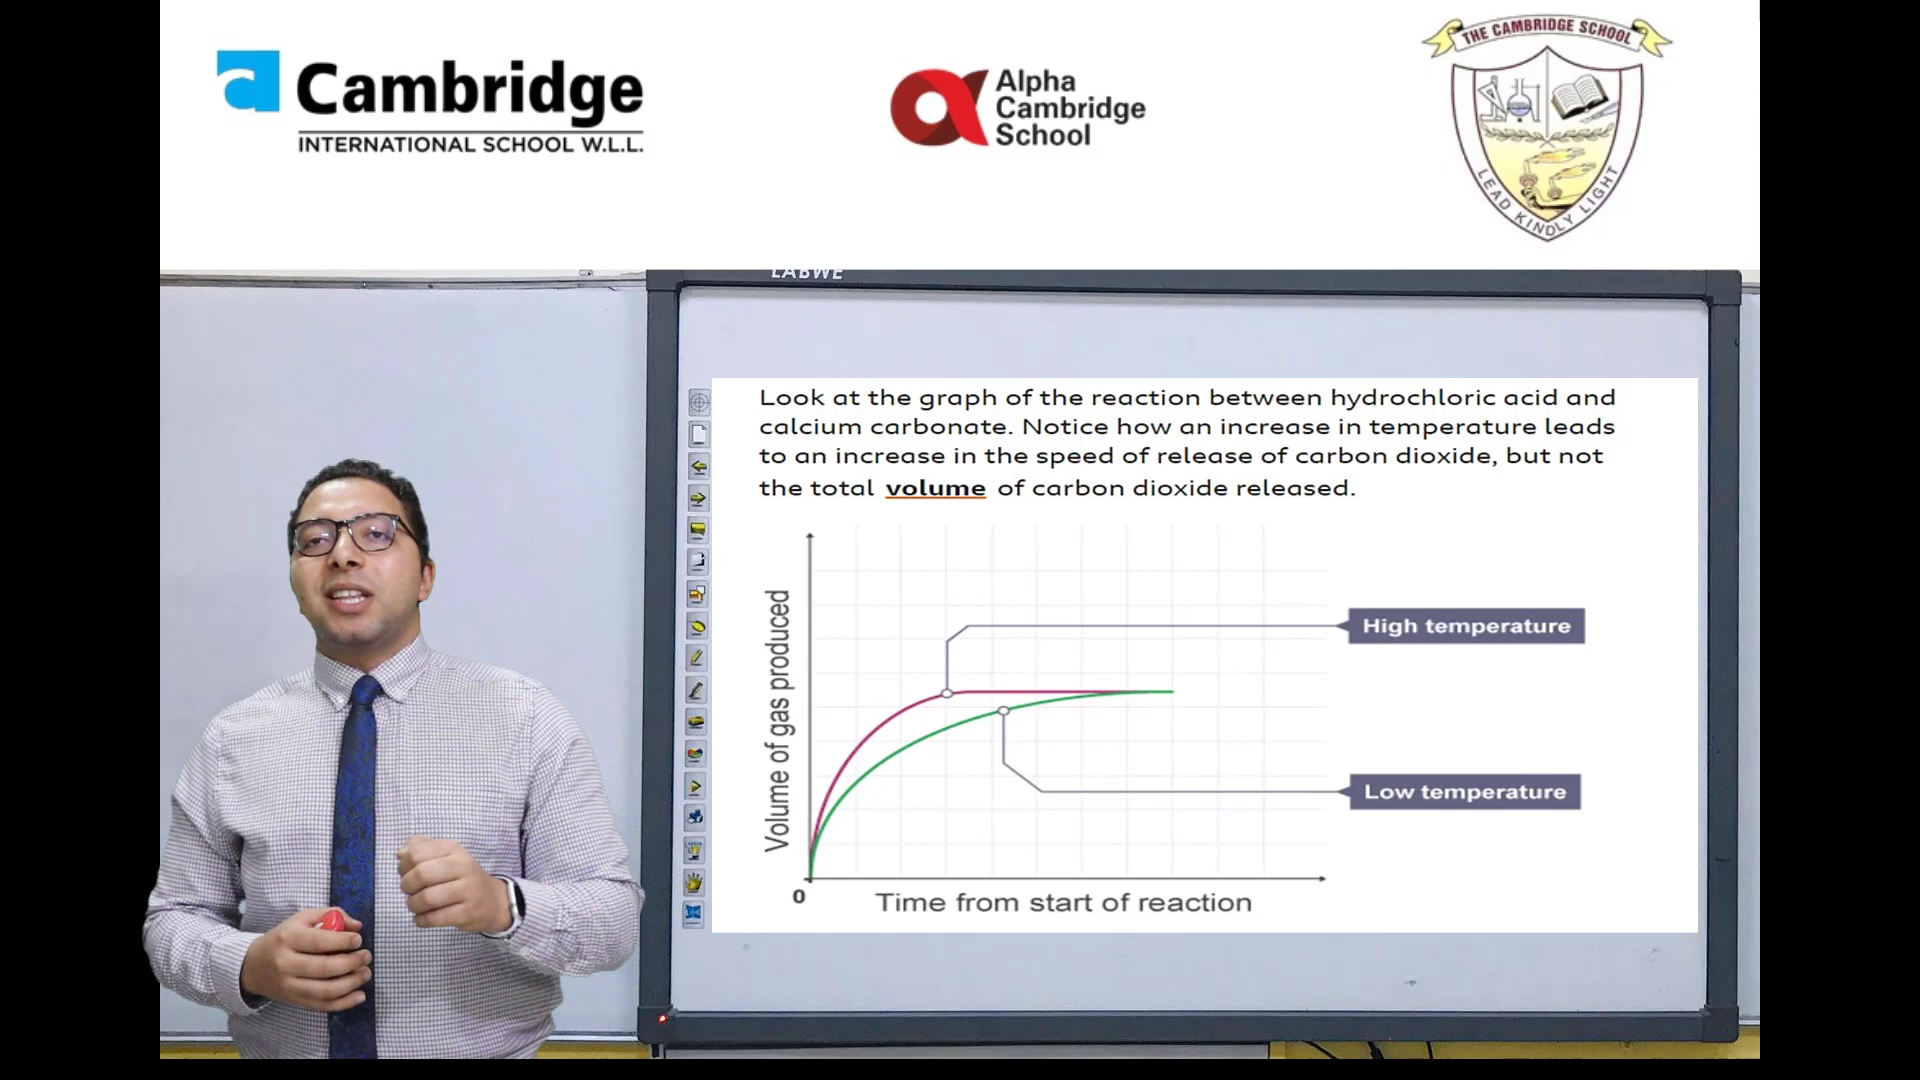 Cambridge
INTERNATIONAL SCHOOL W.L.L.
Alpha
Cambridge
School
THE CAMBRIDGE SCHOOL
LEAD KINDLY LIGHT
LABWE
Look at the graph of the reaction between hydrochloric acid and
calcium carbonate. Notice how an increase in temperature leads
to an increase in the speed of release of carbon dioxide, but not
the total volume of carbon dioxide released.
Volume of gas produced
High temperature
Low temperature
0
Time from start of reaction